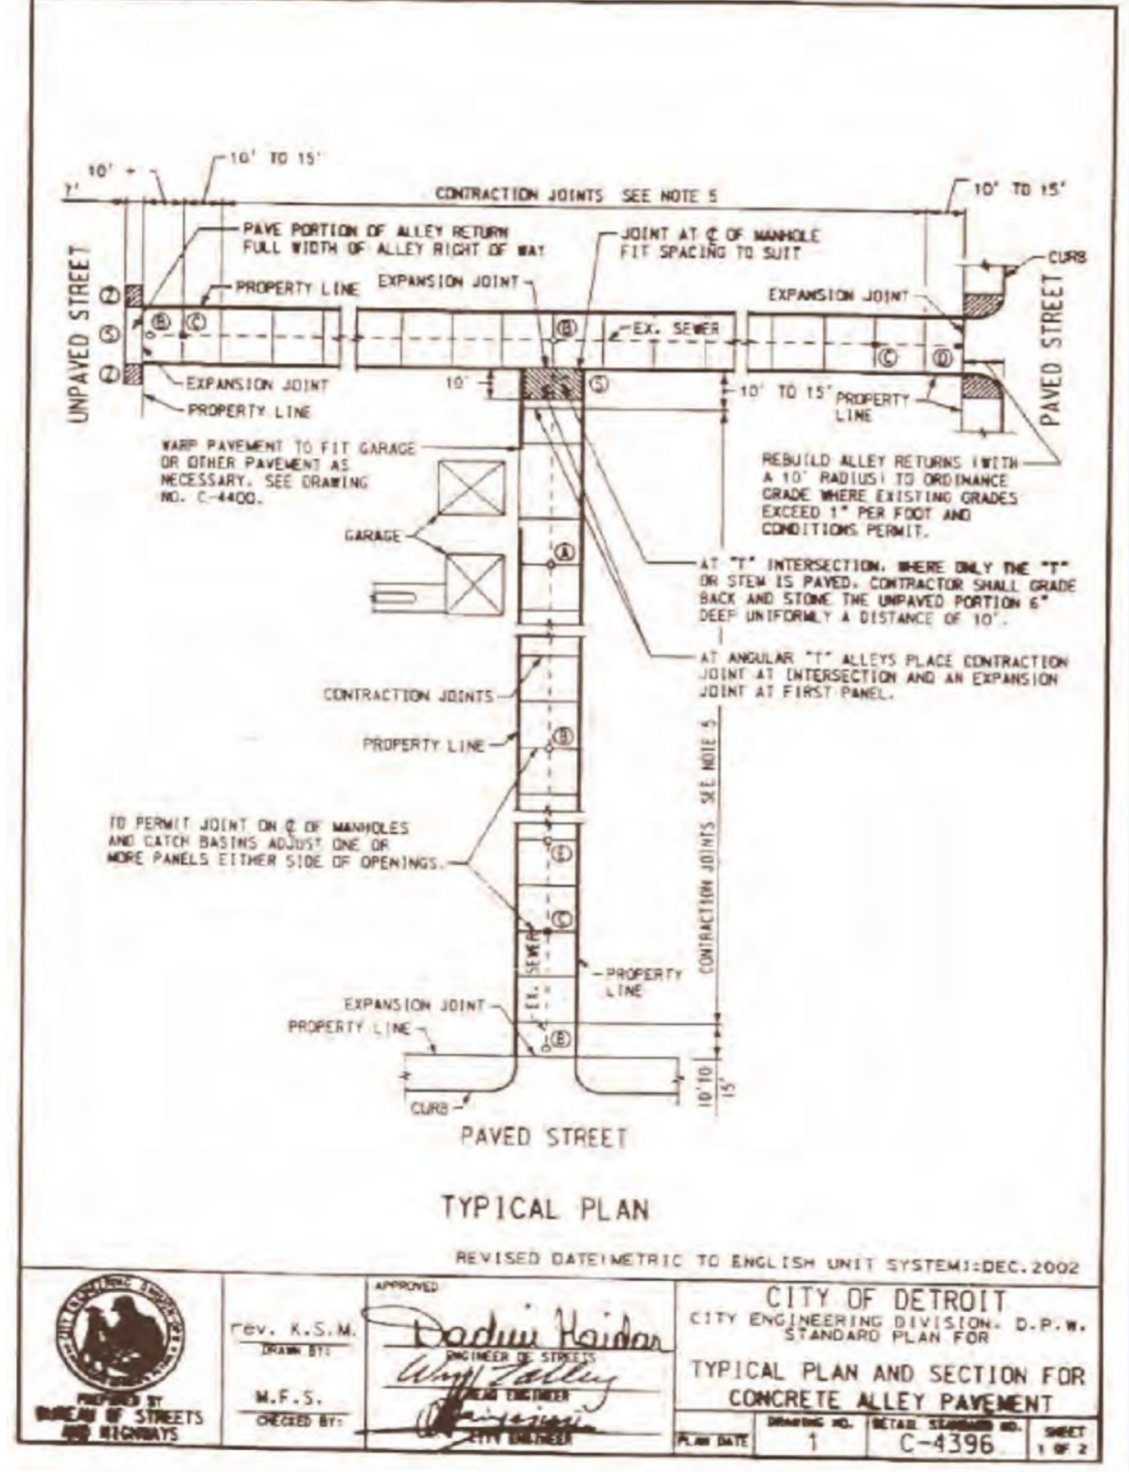 10' +
10' TO 15'
7'
CONTRACTION JOINTS SEE NOTE 5
10' TO 15'
PAVE PORTION OF ALLEY RETURN
FULL WIDTH OF ALLEY RIGHT OF WAY
JOINT AT ℄ OF MANHOLE
FIT SPACING TO SUIT
CURB
UNPAVED STREET
Z
PROPERTY LINE
EXPANSION JOINT
EXPANSION JOINT
PAVED STREET
S
B
C
B
EX. SEWER
C
D
Z
EXPANSION JOINT
10'
S
10' TO 15'
PROPERTY
LINE
PROPERTY LINE
WARP PAVEMENT TO FIT GARAGE
OR OTHER PAVEMENT AS
NECESSARY. SEE DRAWING
NO. C-4400.
REBUILD ALLEY RETURNS (WITH
A 10' RADIUS) TO ORDINANCE
GRADE WHERE EXISTING GRADES
EXCEED 1" PER FOOT AND
CONDITIONS PERMIT.
GARAGE
A
AT "T" INTERSECTION, WHERE ONLY THE "T"
OR STEM IS PAVED. CONTRACTOR SHALL GRADE
BACK AND STONE THE UNPAVED PORTION 6"
DEEP UNIFORMLY A DISTANCE OF 10'.
AT ANGULAR "T" ALLEYS PLACE CONTRACTION
JOINT AT INTERSECTION AND AN EXPANSION
JOINT AT FIRST PANEL.
CONTRACTION JOINTS
PROPERTY LINE
B
CONTRACTION JOINTS SEE NOTE 5
TO PERMIT JOINT ON ℄ OF MANHOLES
AND CATCH BASINS ADJUST ONE OR
MORE PANELS EITHER SIDE OF OPENINGS.
E
C
EX. SEWER
PROPERTY
LINE
EXPANSION JOINT
PROPERTY LINE
E
10' TO
15'
CURB
PAVED STREET
TYPICAL PLAN
REVISED DATE(METRIC TO ENGLISH UNIT SYSTEM):DEC.2002
PREPARED BY
BUREAU OF STREETS
AND HIGHWAYS
rev. K.S.M.
DRAWN BY:
M.F.S.
CHECKED BY:
APPROVED
ENGINEER OF STREETS
HEAD ENGINEER
CITY ENGINEER
CITY OF DETROIT
CITY ENGINEERING DIVISION. D.P.W.
STANDARD PLAN FOR
TYPICAL PLAN AND SECTION FOR
CONCRETE ALLEY PAVEMENT
PLAN DATE
DRAWING NO.
1
DETAIL STANDARD NO.
C-4396
SHEET
1 OF 2